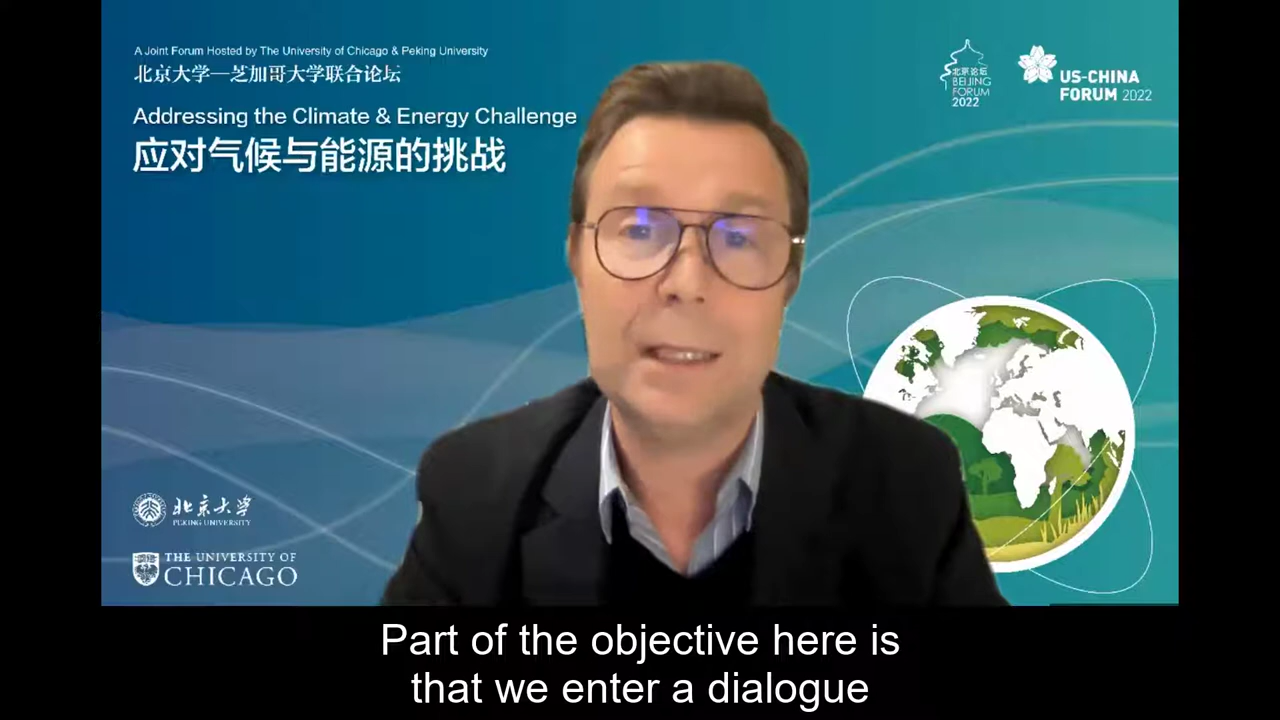 A Joint Forum Hosted by The University of Chicago & Peking University
北京大学—芝加哥大学联合论坛
Addressing the Climate & Energy Challenge
应对气候与能源的挑战
北京论坛
BEIJING
FORUM
2022
US-CHINA
FORUM 2022
北京大学
PEKING UNIVERSITY
THE UNIVERSITY OF
CHICAGO
Part of the objective here is
that we enter a dialogue